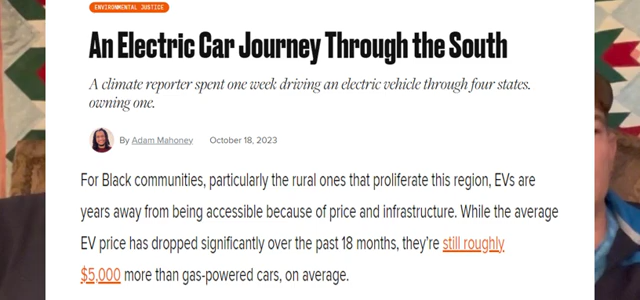 ENVIRONMENTAL JUSTICE
An Electric Car Journey Through the South
A climate reporter spent one week driving an electric vehicle through four states.
owning one.
By Adam Mahoney October 18, 2023
For Black communities, particularly the rural ones that proliferate this region, EVs are
years away from being accessible because of price and infrastructure. While the average
EV price has dropped significantly over the past 18 months, they're still roughly
$5,000 more than gas-powered cars, on average.